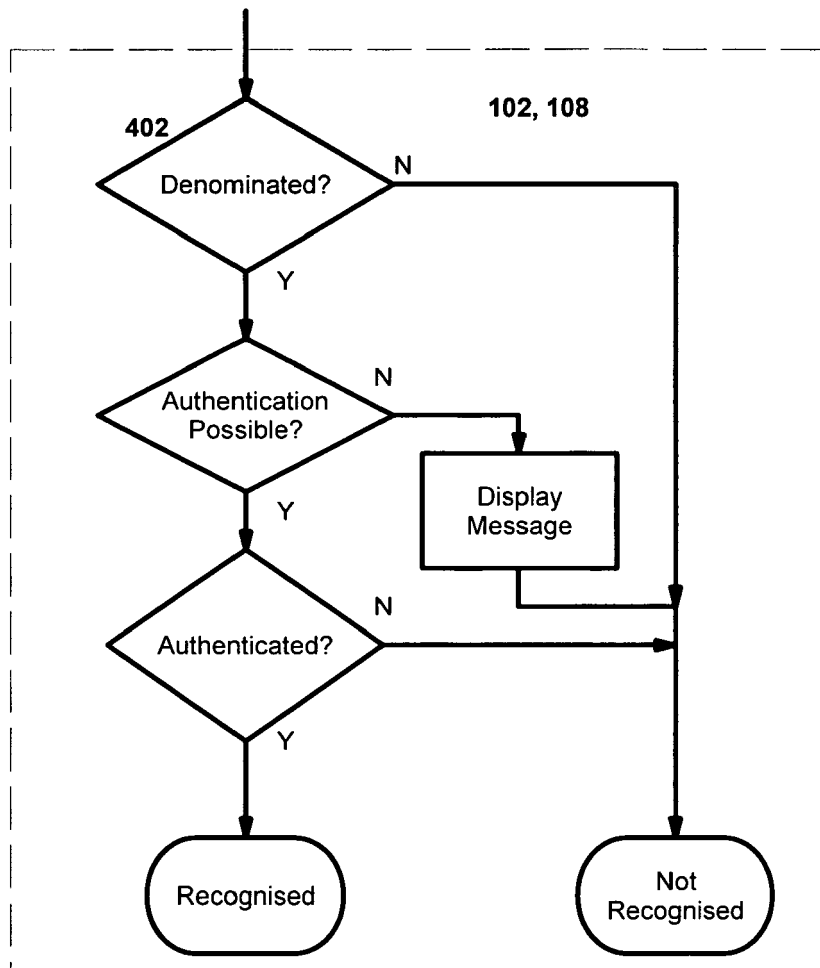 402
102, 108
Denominated?
N
Y
Authentication
Possible?
N
Y
Display
Message
Authenticated?
N
Y
Recognised
Not
Recognised